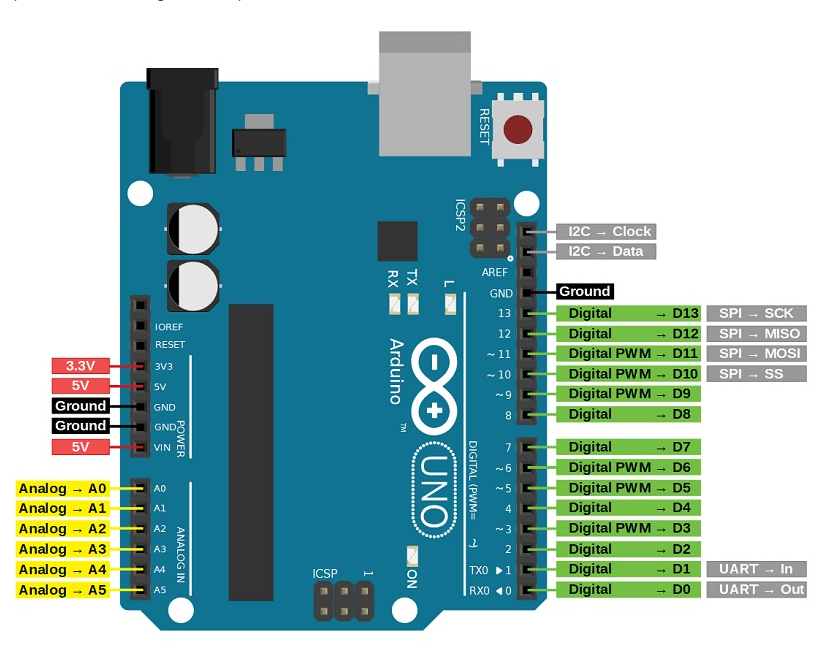 RESET
ICSP2
I2C → Clock
I2C → Data
AREF
GND
Ground
RX
TX
L
13
Digital → D13
SPI → SCK
12
Digital → D12
SPI → MISO
~ 11
Digital PWM → D11
SPI → MOSI
~ 10
Digital PWM → D10
SPI → SS
~ 9
Digital PWM → D9
8
Digital → D8
7
Digital → D7
~ 6
Digital PWM → D6
~ 5
Digital PWM → D5
4
Digital → D4
~ 3
Digital PWM → D3
2
Digital → D2
TX0 ▶ 1
Digital → D1
UART → In
RX0 ◀ 0
Digital → D0
UART → Out
DIGITAL (PWM= ~)
Arduino
TM
UNO
ON
ICSP
1
IOREF
RESET
3.3V
3V3
5V
5V
Ground
GND
Ground
GND
5V
VIN
POWER
Analog → A0
A0
Analog → A1
A1
Analog → A2
A2
Analog → A3
A3
Analog → A4
A4
Analog → A5
A5
ANALOG IN